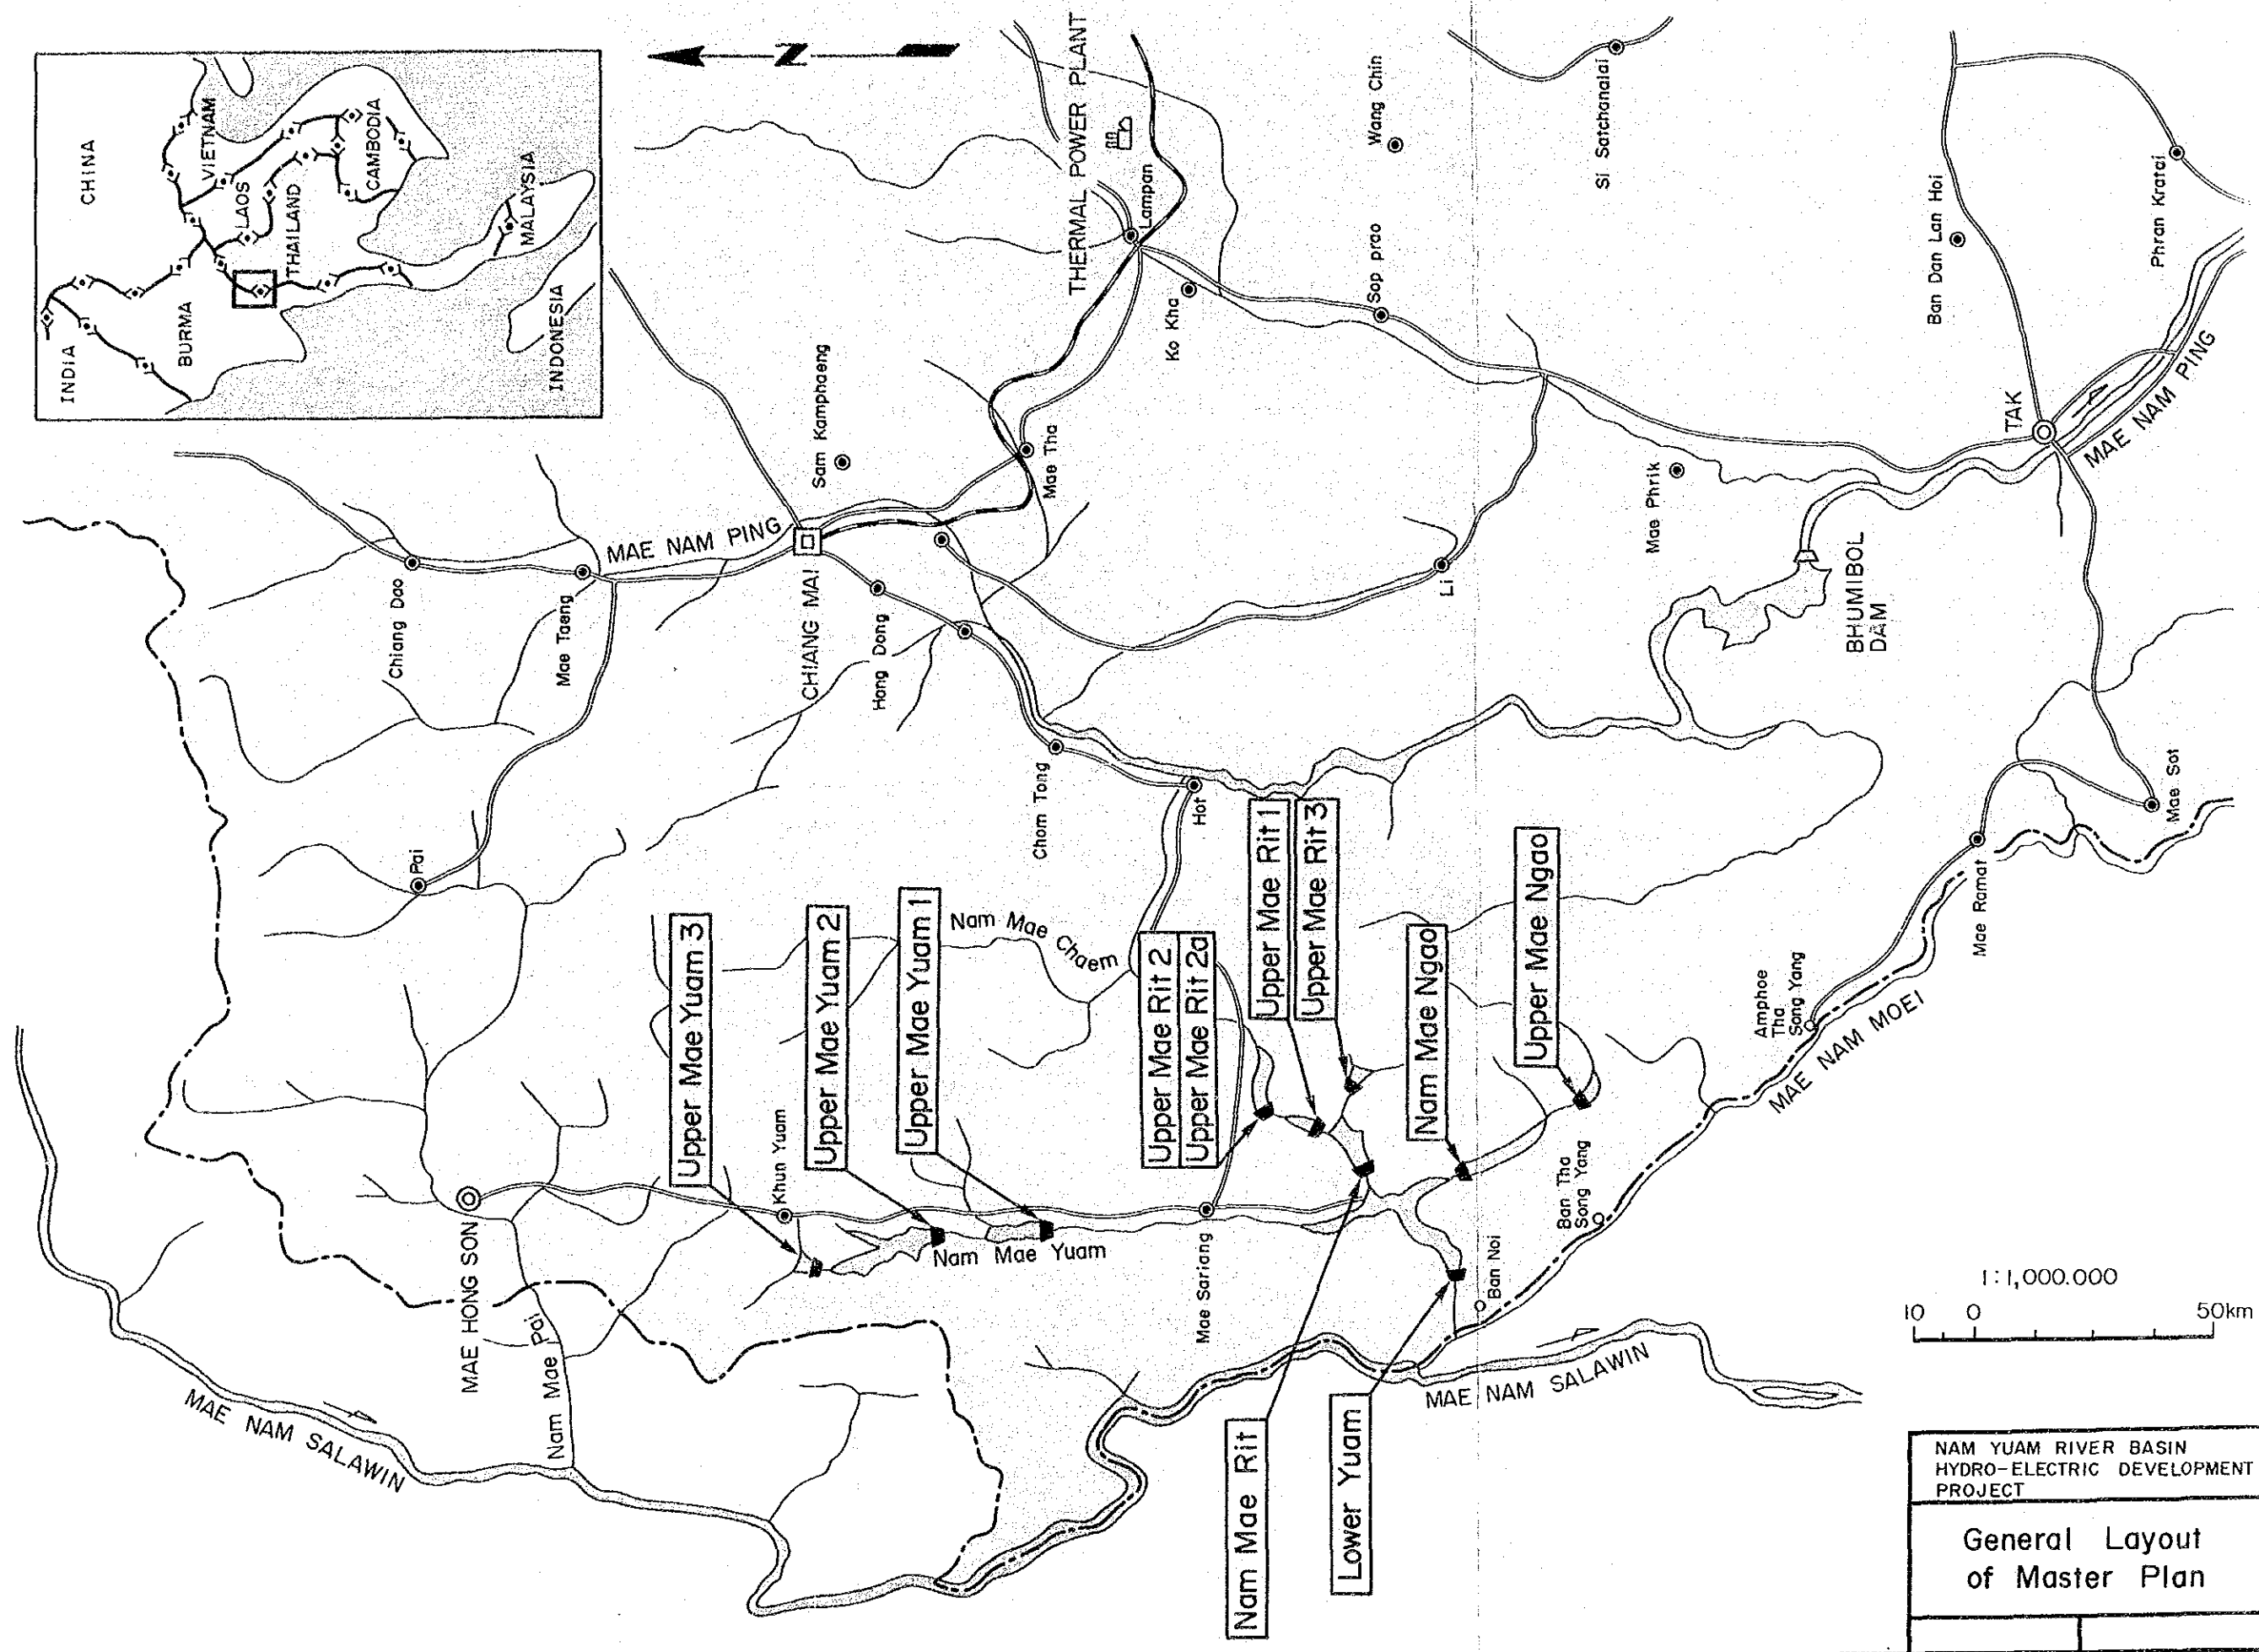 CHINA
INDIA
BURMA
VIETNAM
LAOS
THAILAND
CAMBODIA
MALAYSIA
INDONESIA
N
THERMAL POWER PLANT
Lampan
Wang Chin
Si Satchanalai
Ko Kha
Sop prao
Ban Dan Lan Hoi
Phran Kratai
TAK
MAE NAM PING
Mae Phrik
BHUMIBOL
DAM
Sam Kamphaeng
Mae Tha
MAE NAM PING
CHIANG MAI
Chiang Dao
Mae Taeng
Hang Dong
Li
Chom Tong
Hot
Pai
Mae Sot
Mae Ramat
Amphoe
Tha
Song Yang
MAE NAM MOEI
Nam Mae Chaem
Upper Mae Yuam 3
Upper Mae Yuam 2
Upper Mae Yuam 1
Upper Mae Rit 2
Upper Mae Rit 2a
Upper Mae Rit 1
Upper Mae Rit 3
Nam Mae Ngao
Upper Mae Ngao
Khun Yuam
MAE HONG SON
Nam Mae Pai
Nam Mae Yuam
Mae Sariang
Ban Tha
Song Yang
Ban Noi
MAE NAM SALAWIN
MAE NAM SALAWIN
Nam Mae Rit
Lower Yuam
1:1,000.000
10 0 50km
NAM YUAM RIVER BASIN
HYDRO-ELECTRIC DEVELOPMENT
PROJECT
General Layout
of Master Plan